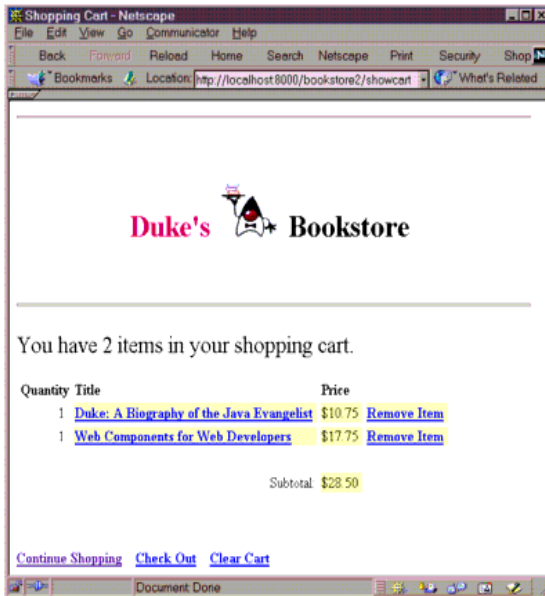 Shopping Cart - Netscape
File Edit View Go Communicator Help
Back Forward Reload Home Search Netscape Print Security Shop N
Bookmarks Location: http://localhost:8000/bookstore2/showcart What's Related
Duke's Bookstore
You have 2 items in your shopping cart.
Quantity Title Price
1 Duke: A Biography of the Java Evangelist $10.75 Remove Item
1 Web Components for Web Developers $17.75 Remove Item
Subtotal: $28.50
Continue Shopping Check Out Clear Cart
Document: Done